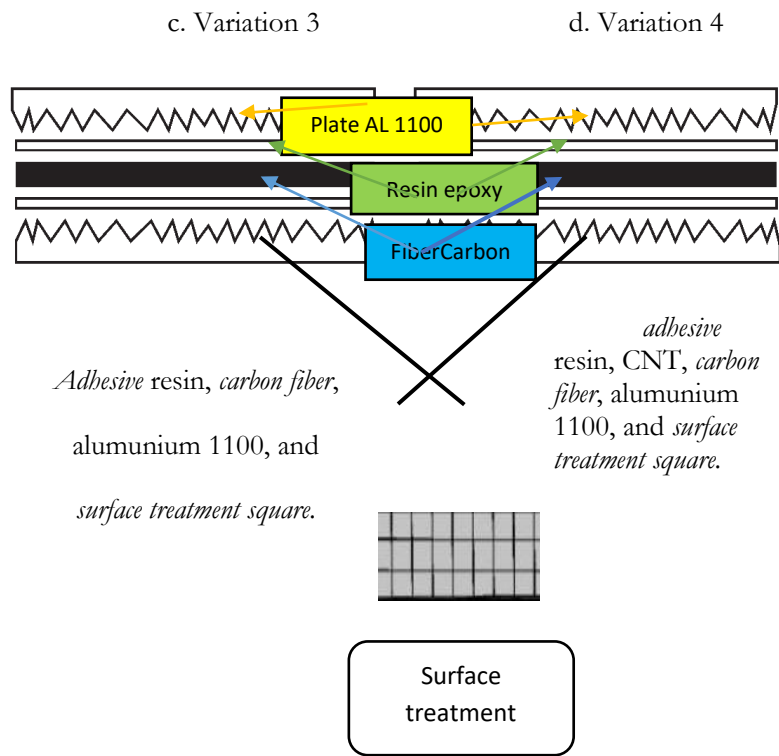 c. Variation 3
d. Variation 4
Plate AL 1100
Resin epoxy
FiberCarbon
Adhesive resin, carbon fiber,
alumunium 1100, and
surface treatment square.
adhesive
resin, CNT, carbon
fiber, alumunium
1100, and surface
treatment square.
Surface
treatment